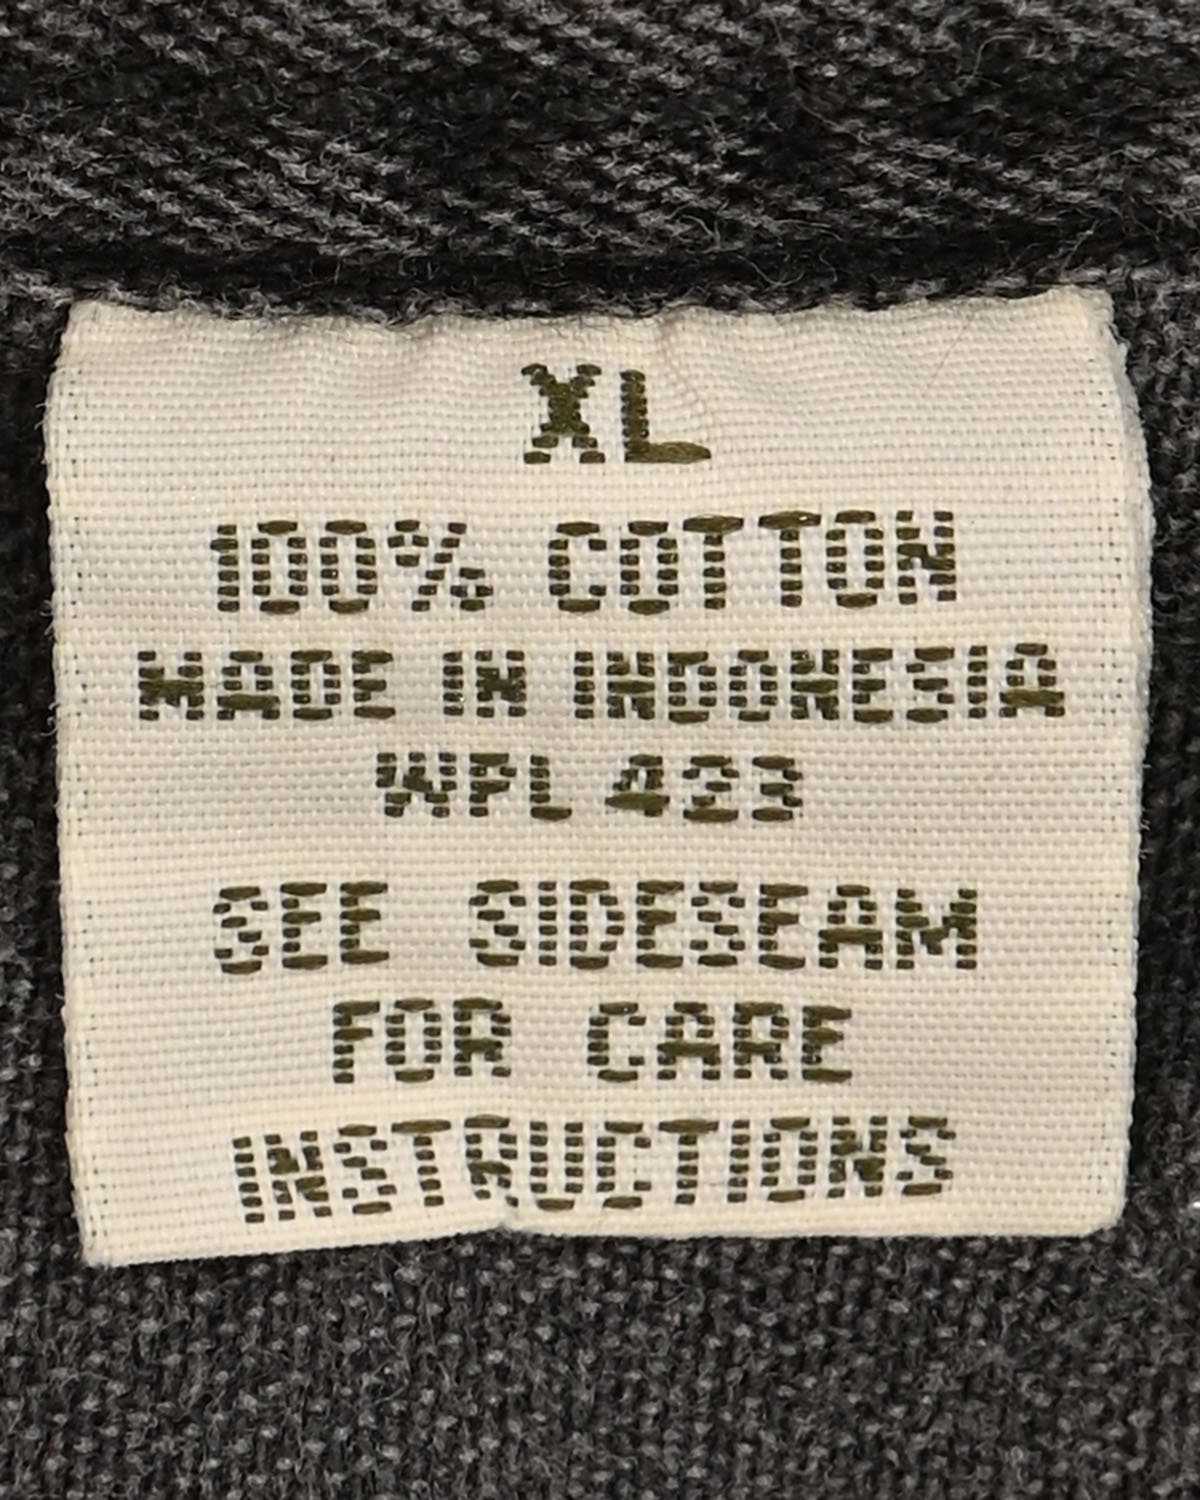 XL
100% COTTON
MADE IN INDONESIA
WPL 423
SEE SIDESEAM
FOR CARE
INSTRUCTIONS